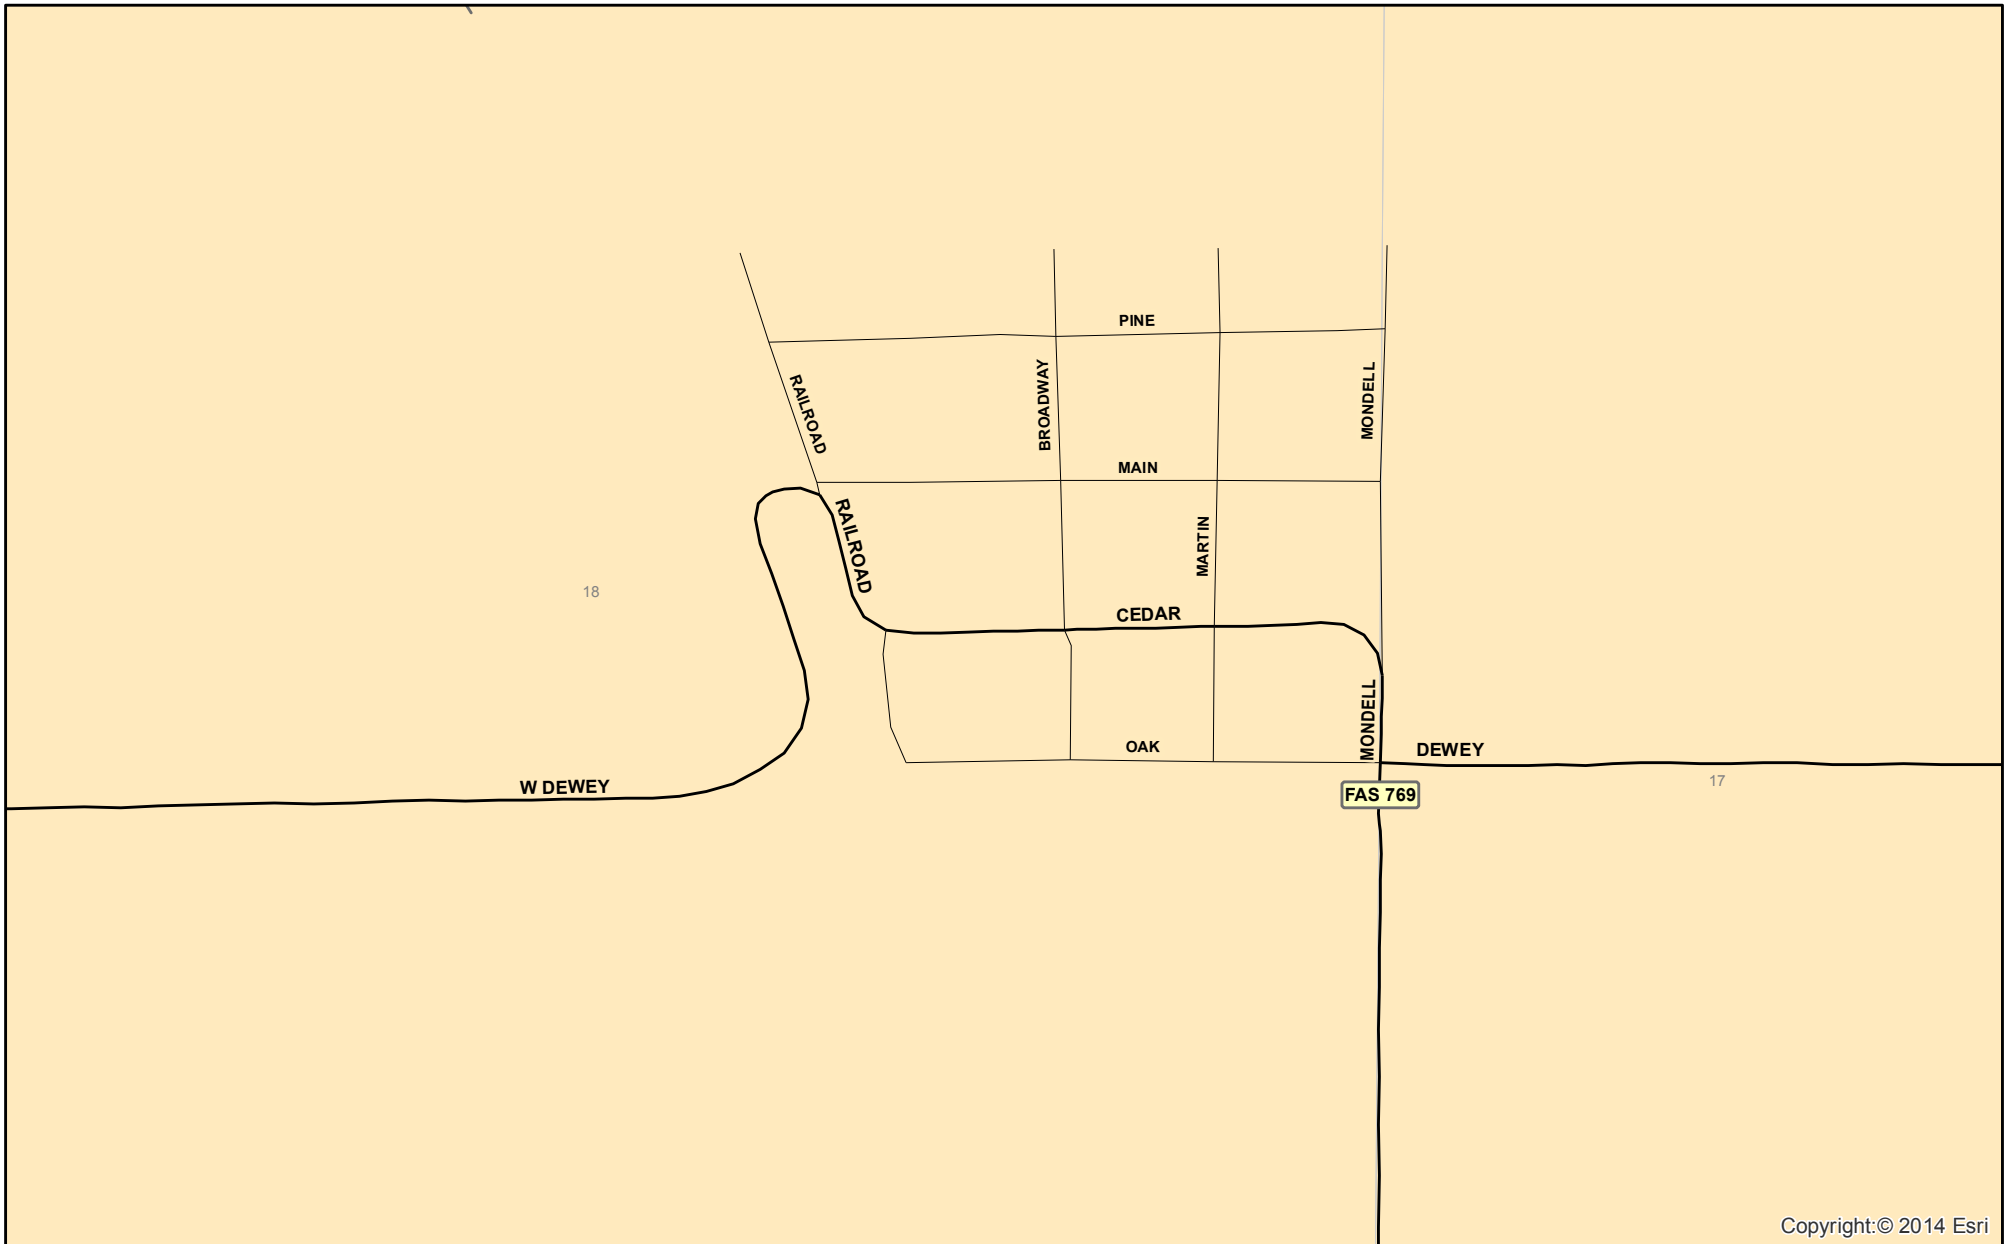 PINE
RAILROAD
BROADWAY
MONDELL
MAIN
RAILROAD
MARTIN
18
CEDAR
MONDELL
OAK
DEWEY
W DEWEY
17
FAS 769
Copyright:© 2014 Esri